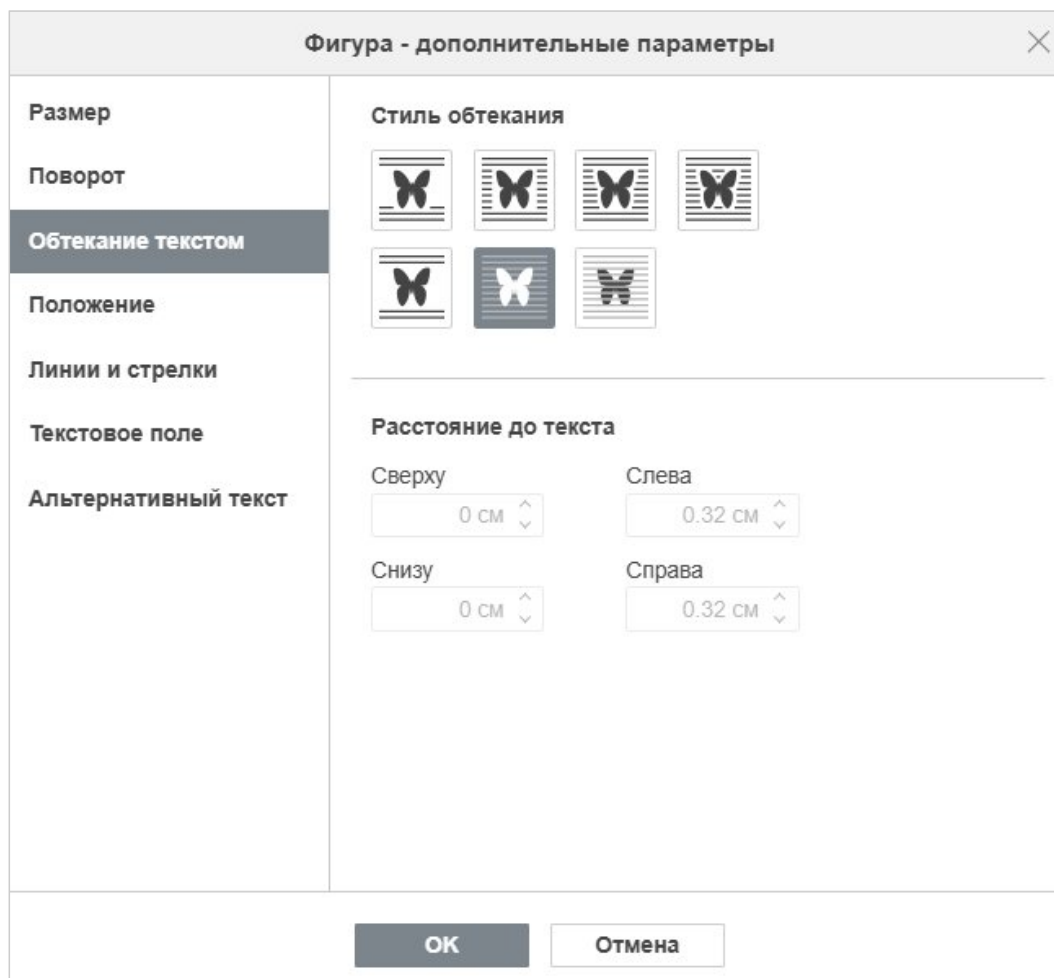 Фигура - дополнительные параметры
Размер
Поворот
Обтекание текстом
Положение
Линии и стрелки
Текстовое поле
Альтернативный текст
Стиль обтекания
Расстояние до текста
Сверху Слева
0 см 0.32 см
Снизу Справа
0 см 0.32 см
OK Отмена